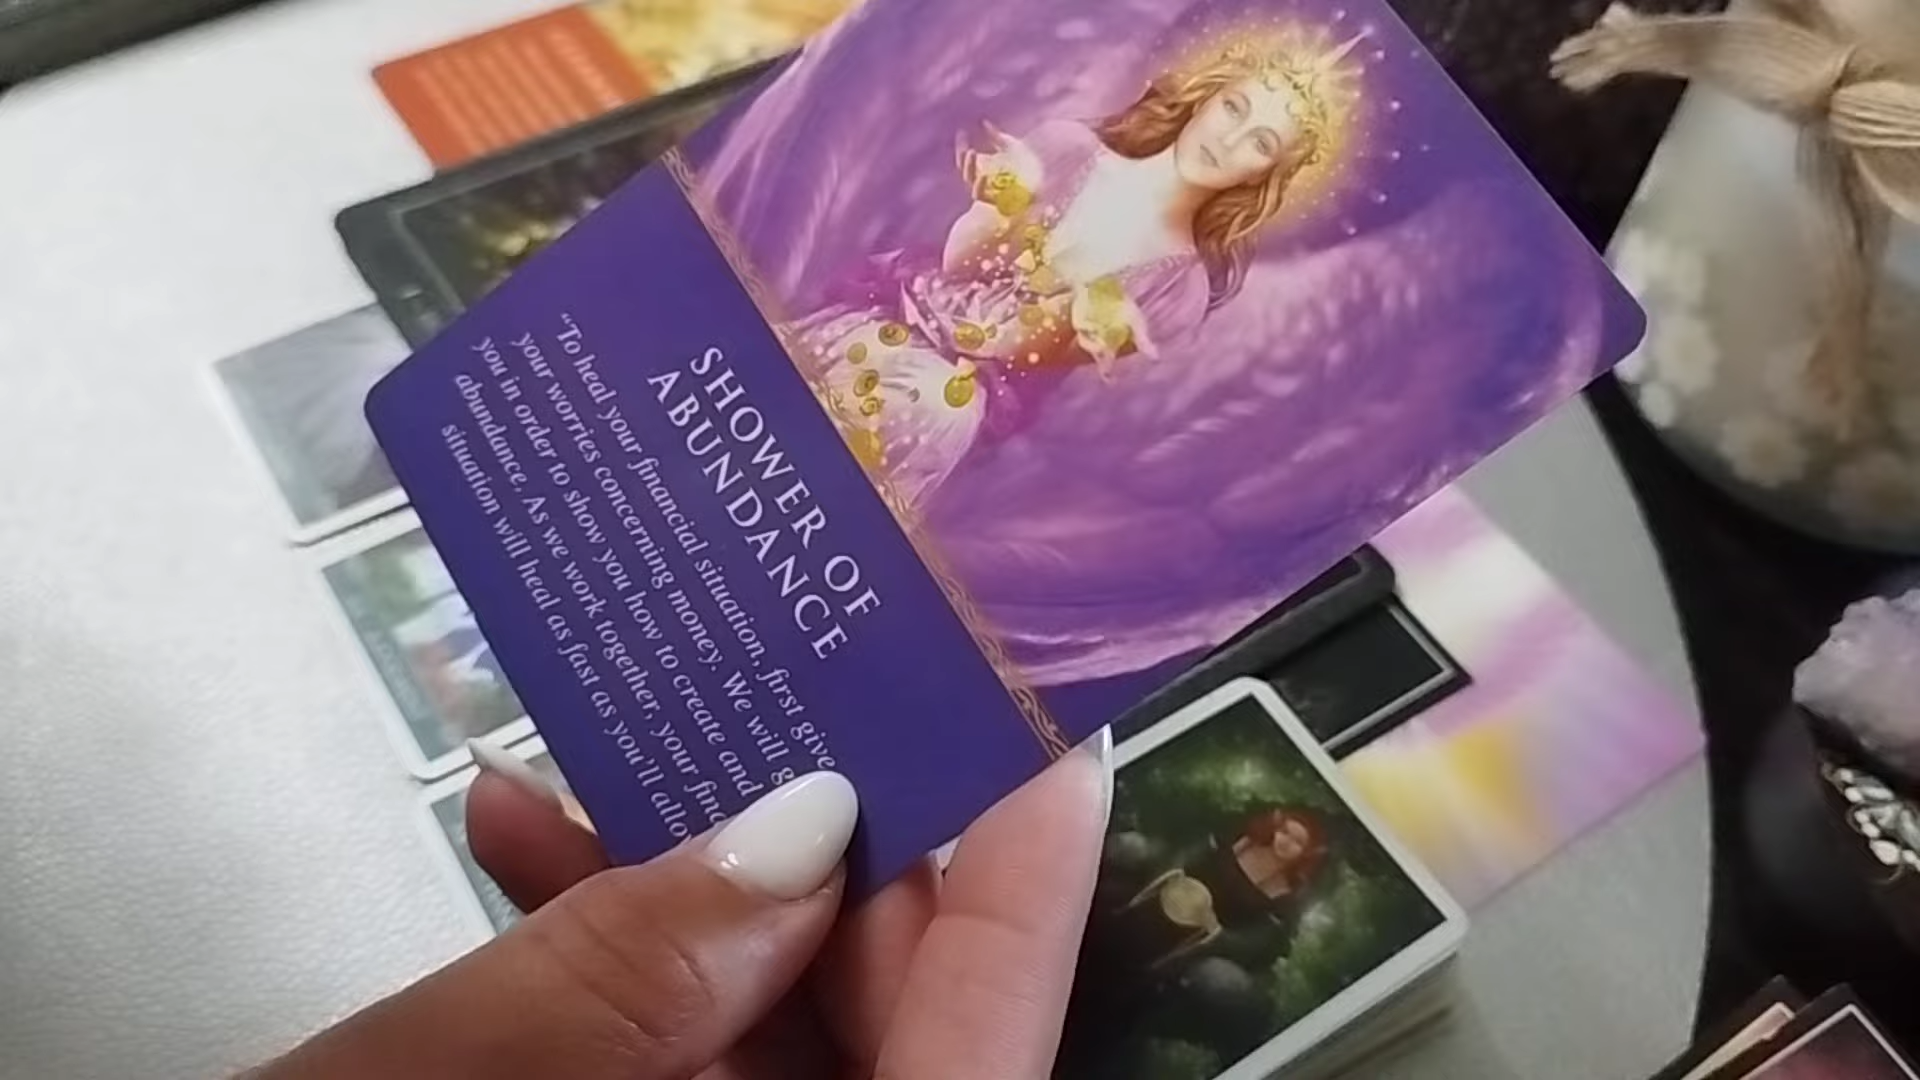 SHOWER OF
ABUNDANCE
“To heal your financial situation, first give
your worries concerning money. We will
you in order to show you how to create and
abundance. As we work together, your
situation will heal as fast as you’ll